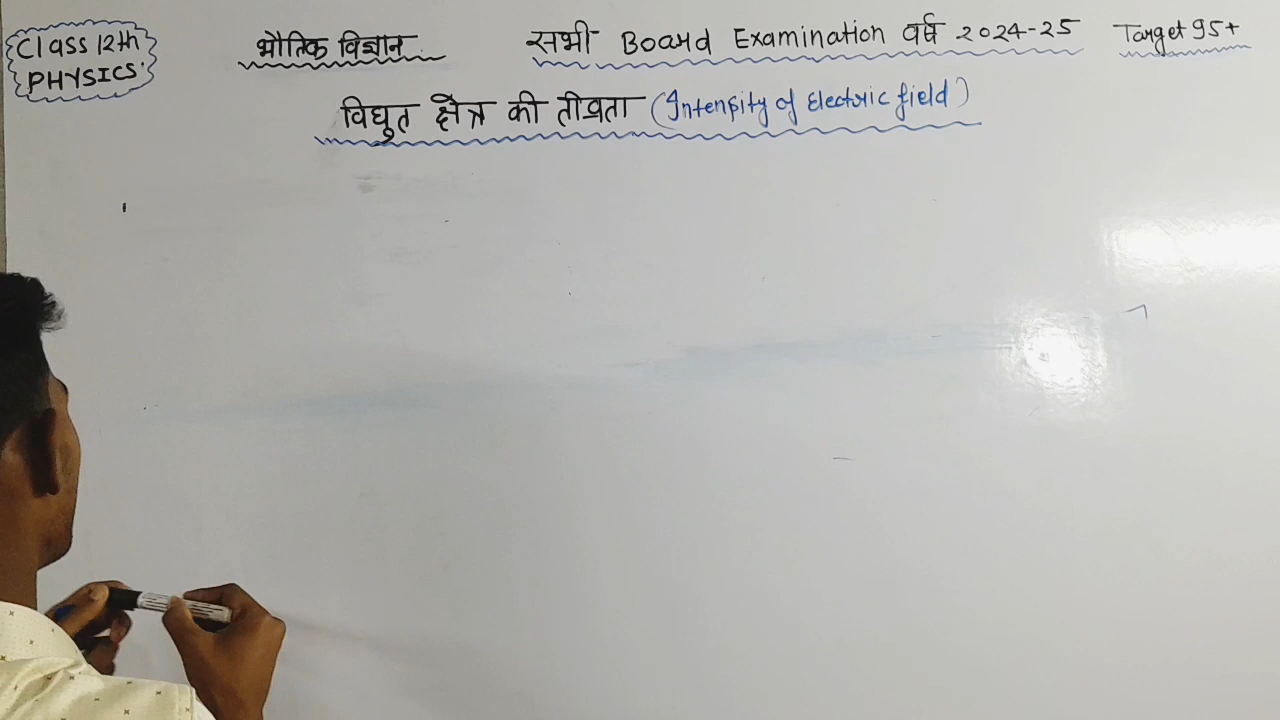 Class 12th
PHYSICS
भौतिक विज्ञान
सभी Board Examination वर्ष 2024-25
Target 95+
विद्युत क्षेत्र की तीव्रता (Intensity of Electric field)